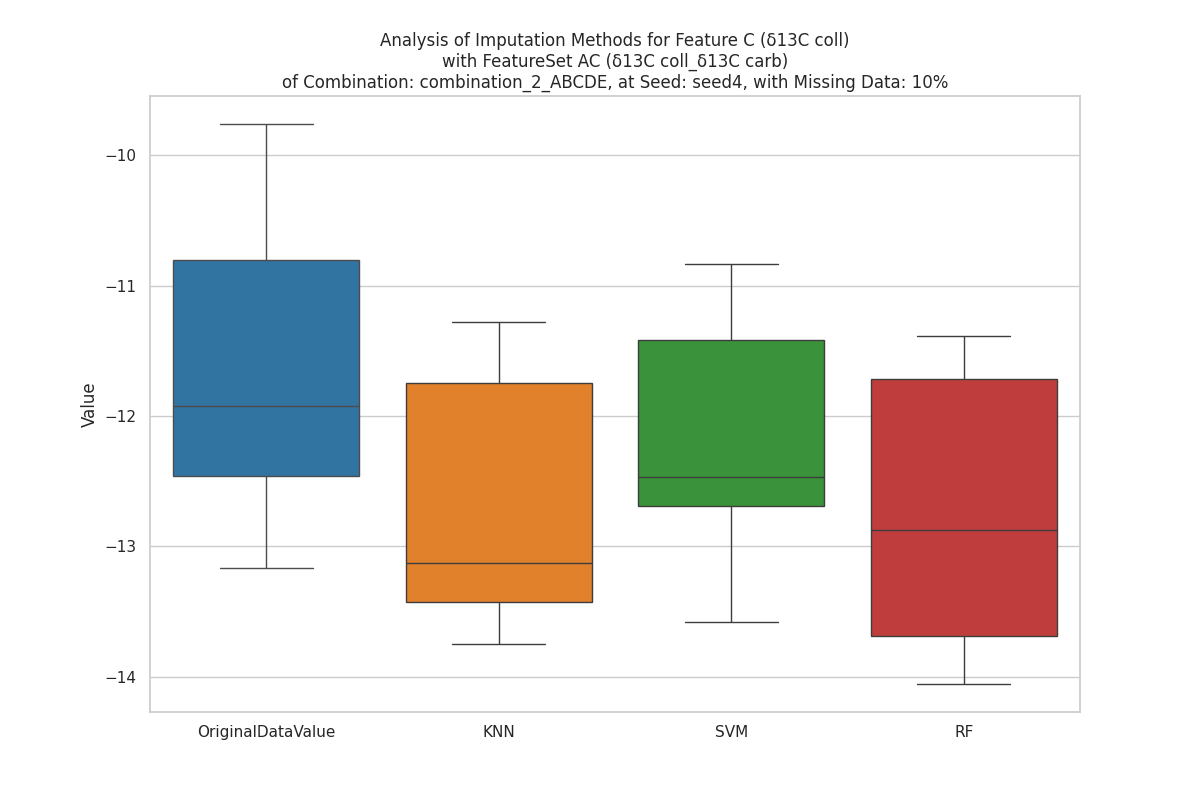 Analysis of Imputation Methods for Feature C (δ13C coll)
with FeatureSet AC (δ13C coll_δ13C carb)
of Combination: combination_2_ABCDE, at Seed: seed4, with Missing Data: 10%
−10
−11
−12
−13
−14
Value
OriginalDataValue
KNN
SVM
RF